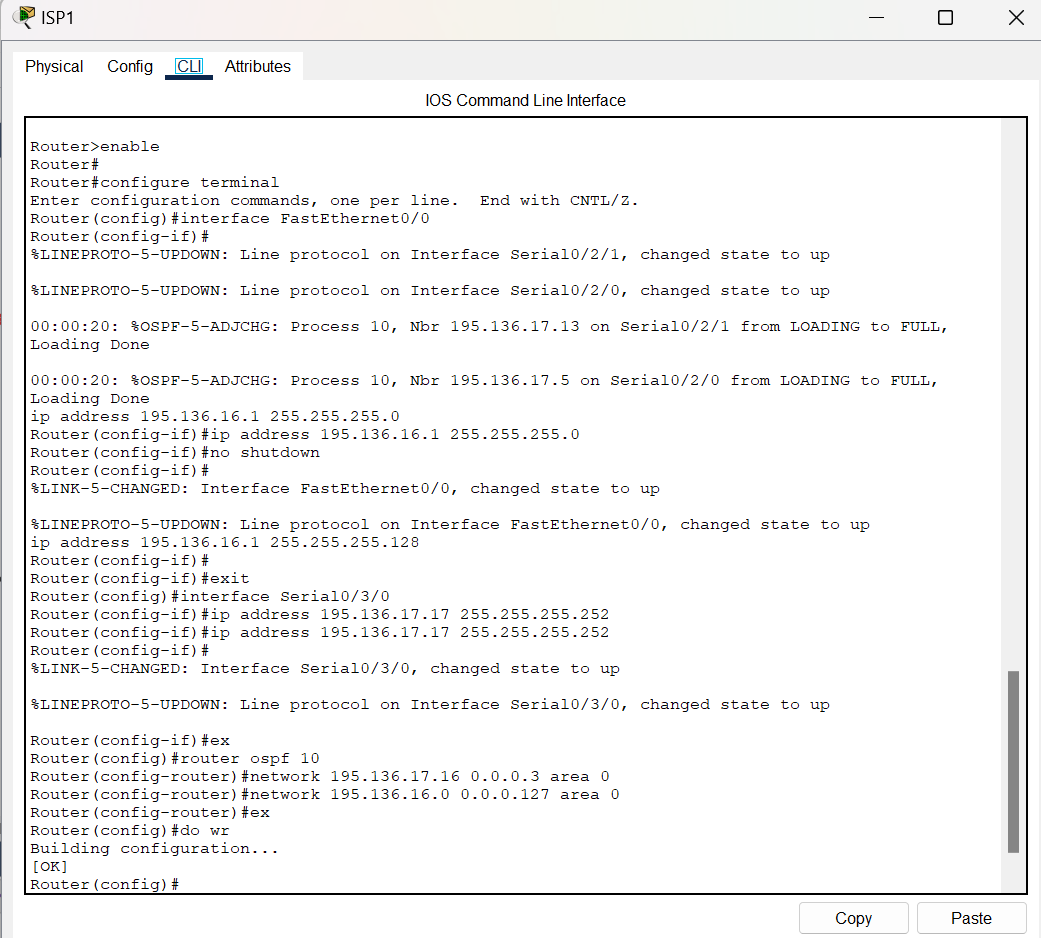 ISP1
Physical Config CLI Attributes
IOS Command Line Interface
Router>enable
Router#
Router#configure terminal
Enter configuration commands, one per line.  End with CNTL/Z.
Router(config)#interface FastEthernet0/0
Router(config-if)#
%LINEPROTO-5-UPDOWN: Line protocol on Interface Serial0/2/1, changed state to up
%LINEPROTO-5-UPDOWN: Line protocol on Interface Serial0/2/0, changed state to up
00:00:20: %OSPF-5-ADJCHG: Process 10, Nbr 195.136.17.13 on Serial0/2/1 from LOADING to FULL,
Loading Done
00:00:20: %OSPF-5-ADJCHG: Process 10, Nbr 195.136.17.5 on Serial0/2/0 from LOADING to FULL,
Loading Done
ip address 195.136.16.1 255.255.255.0
Router(config-if)#ip address 195.136.16.1 255.255.255.0
Router(config-if)#no shutdown
Router(config-if)#
%LINK-5-CHANGED: Interface FastEthernet0/0, changed state to up
%LINEPROTO-5-UPDOWN: Line protocol on Interface FastEthernet0/0, changed state to up
ip address 195.136.16.1 255.255.255.128
Router(config-if)#
Router(config-if)#exit
Router(config)#interface Serial0/3/0
Router(config-if)#ip address 195.136.17.17 255.255.255.252
Router(config-if)#ip address 195.136.17.17 255.255.255.252
Router(config-if)#
%LINK-5-CHANGED: Interface Serial0/3/0, changed state to up
%LINEPROTO-5-UPDOWN: Line protocol on Interface Serial0/3/0, changed state to up
Router(config-if)#ex
Router(config)#router ospf 10
Router(config-router)#network 195.136.17.16 0.0.0.3 area 0
Router(config-router)#network 195.136.16.0 0.0.0.127 area 0
Router(config-router)#ex
Router(config)#do wr
Building configuration...
[OK]
Router(config)#
Copy Paste